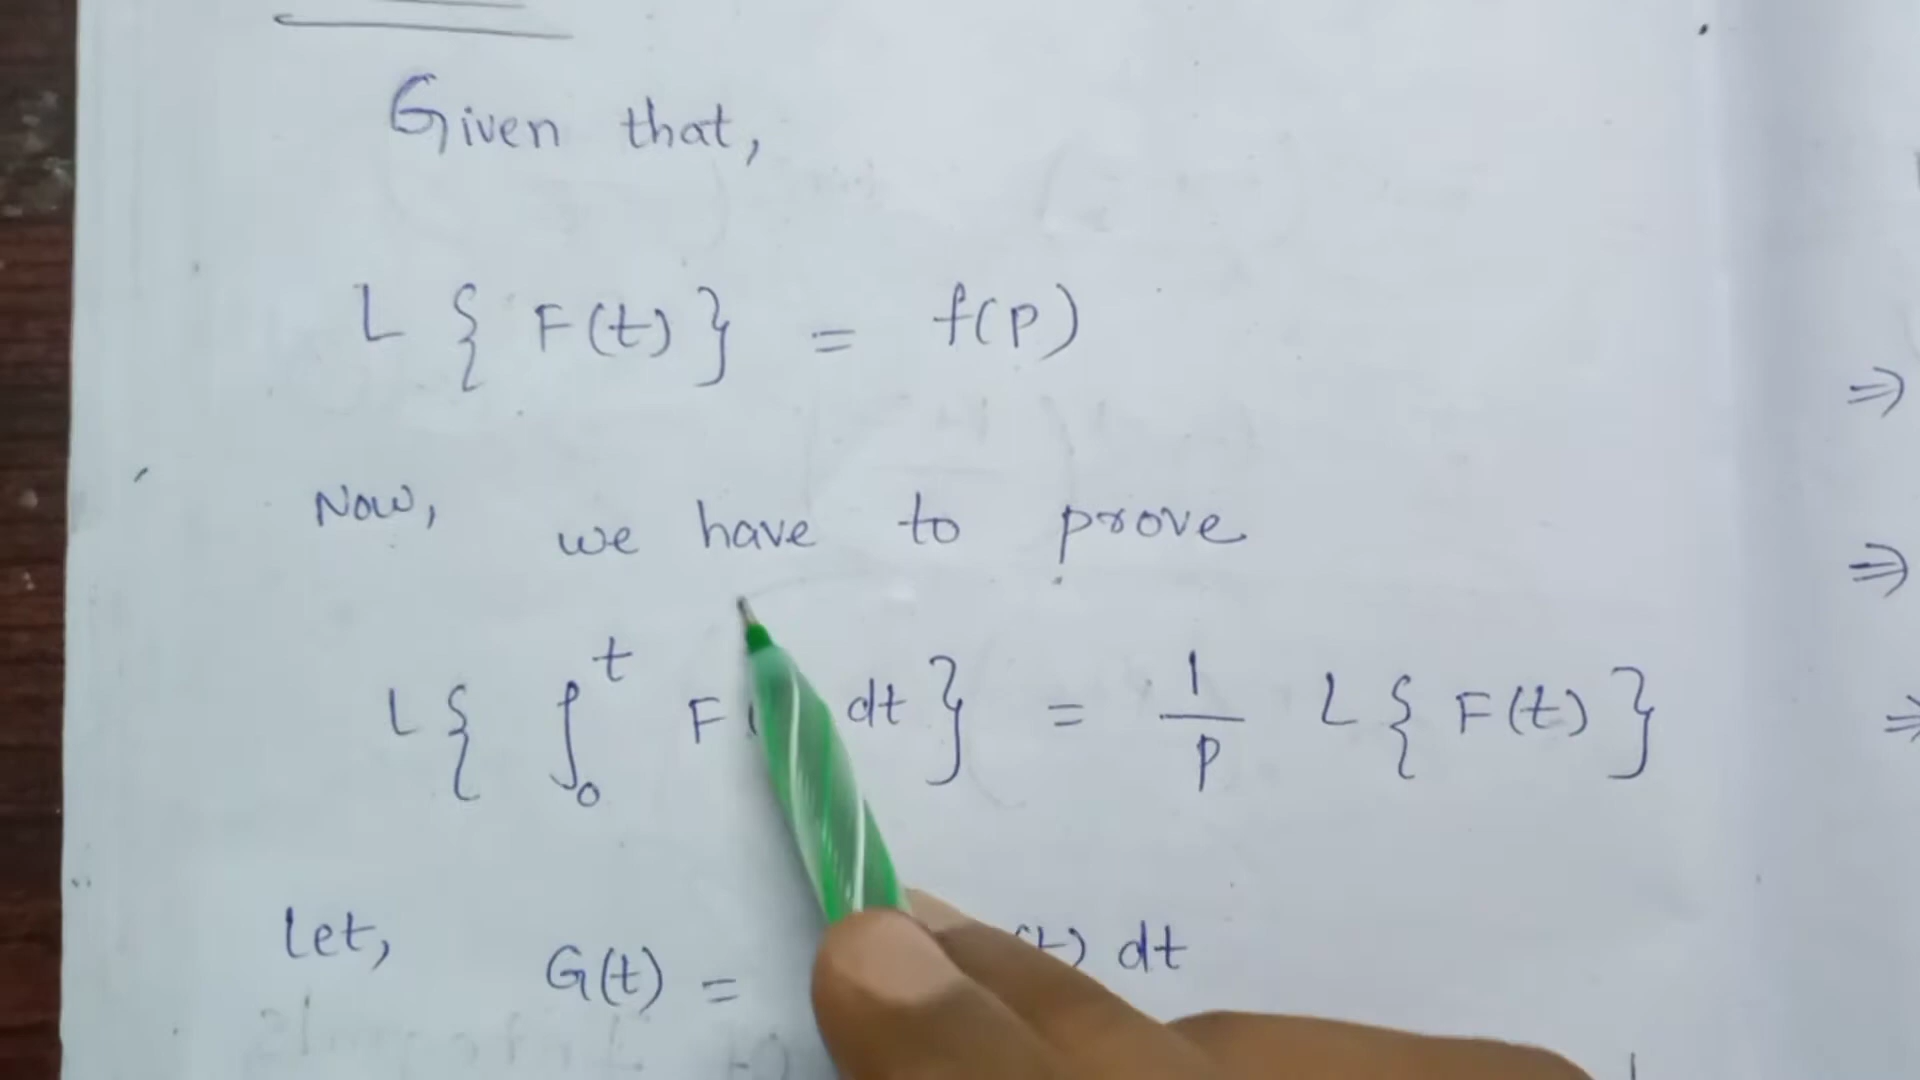 Given that,
L { F(t) } = f(p)
Now, we have to prove
L { ∫₀ᵗ F( dt } = 1/p L { F(t) }
Let, G(t) = (t) dt
⇒
⇒
⇒